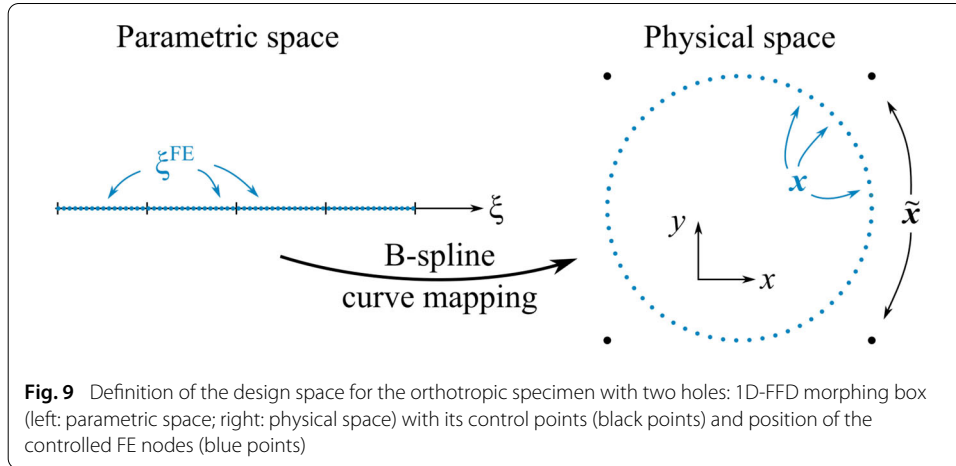 Parametric space
Physical space
ξ^FE
ξ
B-spline
curve mapping
x
x̃
y
x
Fig. 9 Definition of the design space for the orthotropic specimen with two holes: 1D-FFD morphing box
(left: parametric space; right: physical space) with its control points (black points) and position of the
controlled FE nodes (blue points)